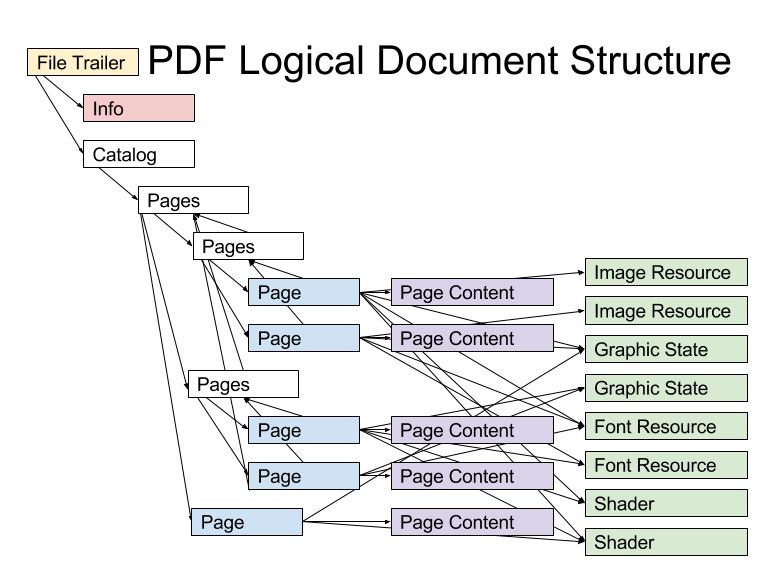 PDF Logical Document Structure
File Trailer
Info
Catalog
Pages
Pages
Page
Page Content
Page
Page Content
Pages
Page
Page Content
Page
Page Content
Page
Page Content
Image Resource
Image Resource
Graphic State
Graphic State
Font Resource
Font Resource
Shader
Shader